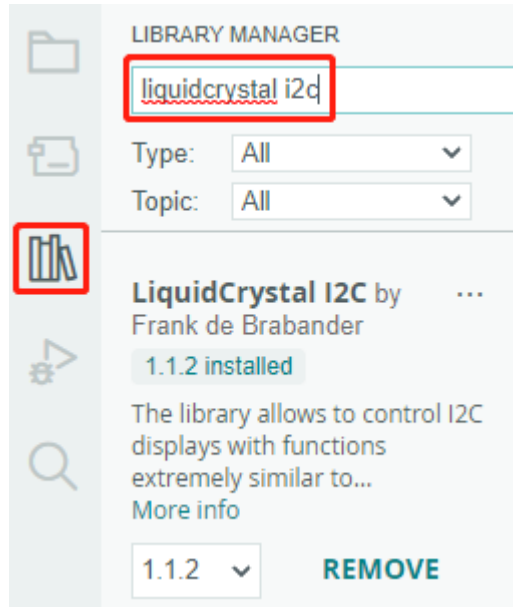 LIBRARY MANAGER
liquidcrystal i2c
Type: All
Topic: All
LiquidCrystal I2C by ...
Frank de Brabander
1.1.2 installed
The library allows to control I2C
displays with functions
extremely similar to...
More info
1.1.2 REMOVE